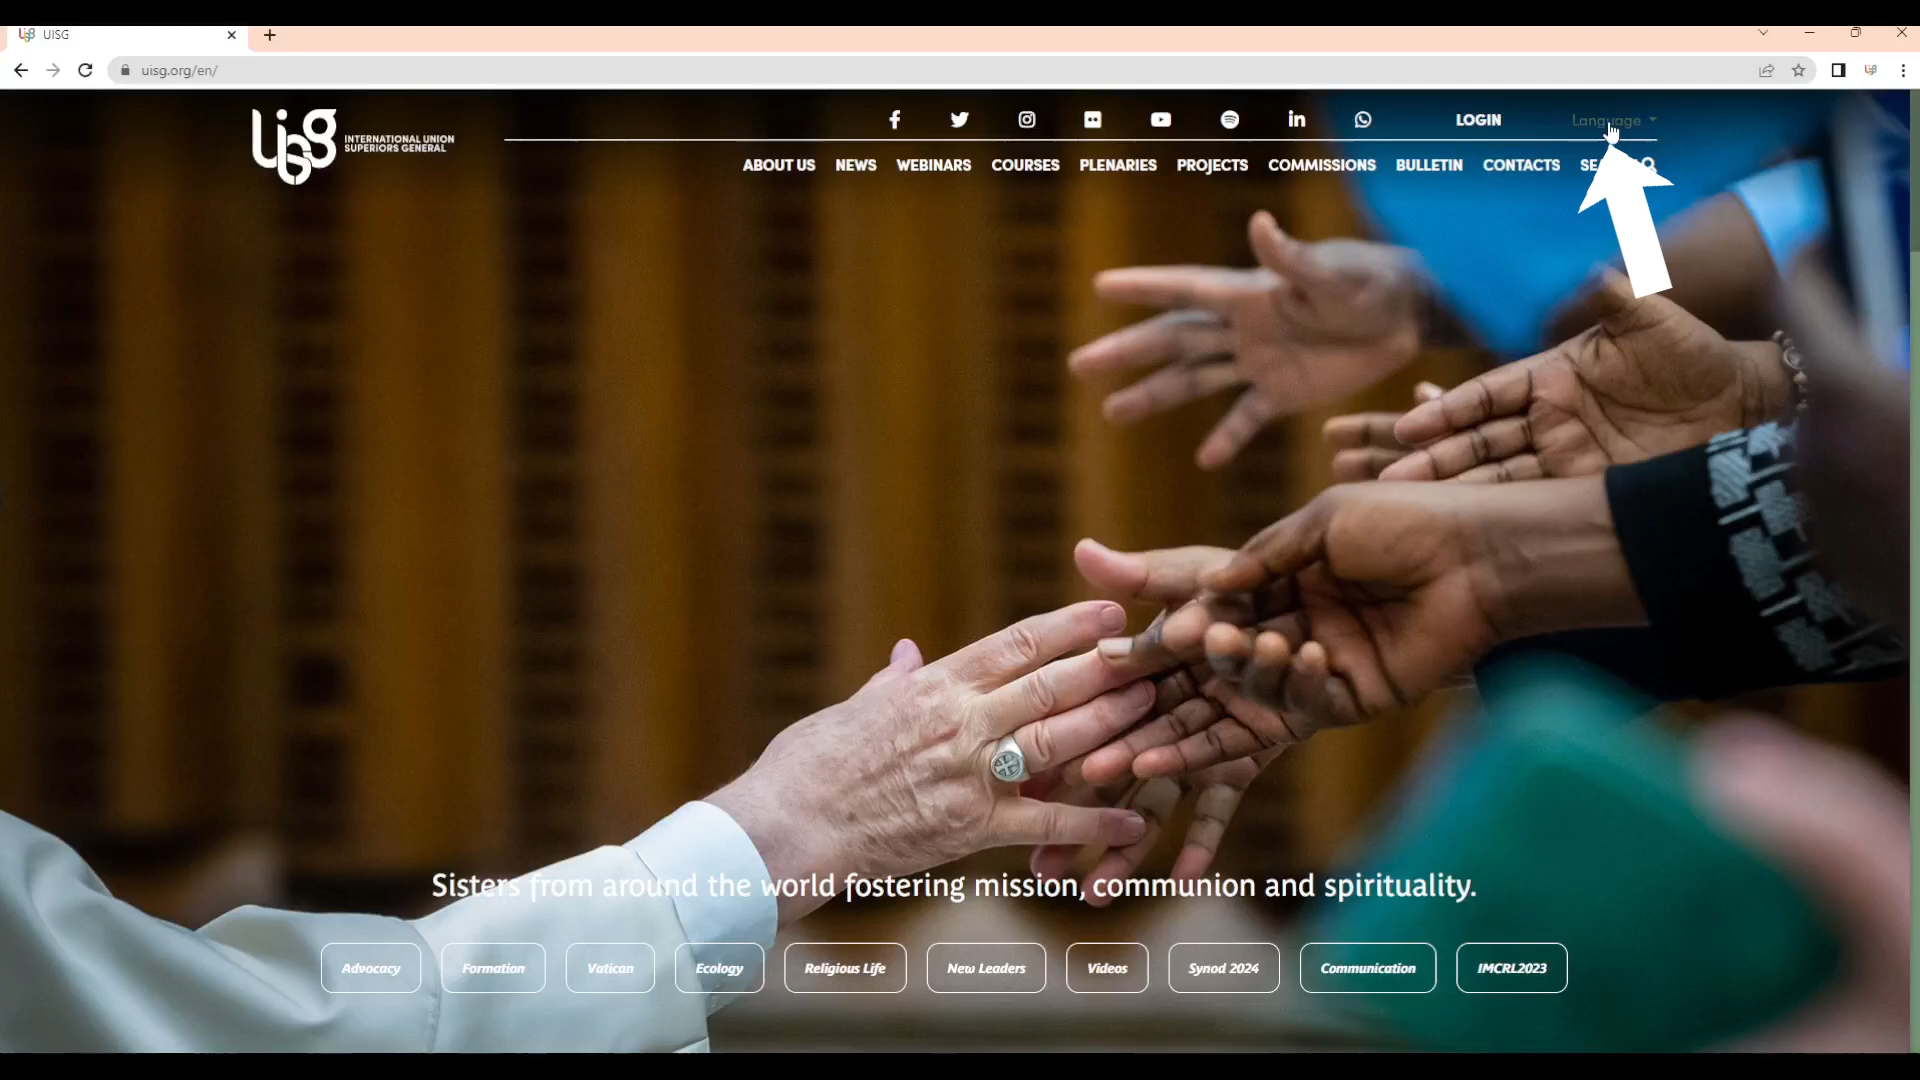 UISG
uisg.org/en/
uisg
INTERNATIONAL UNION
SUPERIORS GENERAL
LOGIN
Language
ABOUT US NEWS WEBINARS COURSES PLENARIES PROJECTS COMMISSIONS BULLETIN CONTACTS
Sisters from around the world fostering mission, communion and spirituality.
Advocacy Formation Vatican Ecology Religious Life New Leaders Videos Synod 2024 Communication IMCRL2023